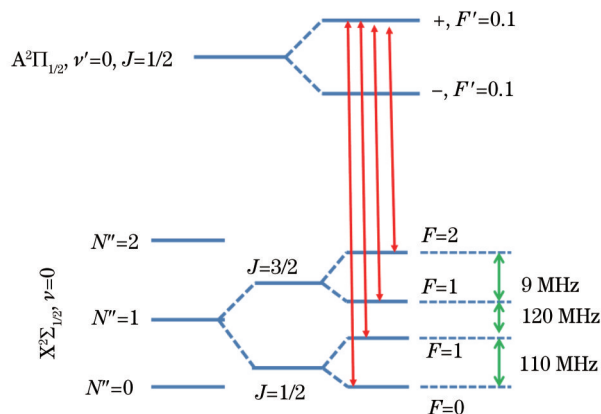 +, F′=0.1
A²Π₁/₂, ν′=0, J=1/2
−, F′=0.1
N″=2
F=2
J=3/2
9 MHz
F=1
X²Σ₁/₂, ν=0
N″=1
120 MHz
F=1
110 MHz
N″=0
J=1/2
F=0